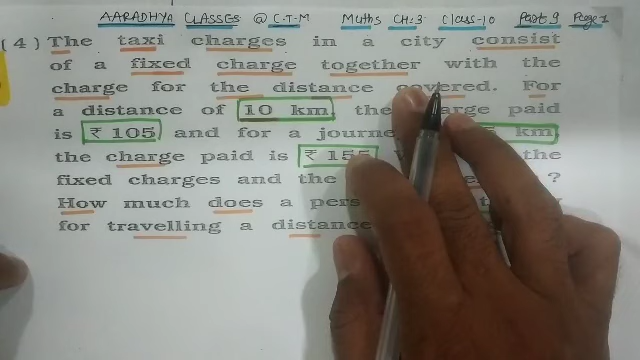 AARADHYA CLASSES @ C.T.M Maths CH:3 Class-10 Part 9 Page 1
(4) The taxi charges in a city consist
of a fixed charge together with the
charge for the distance covered. For
a distance of 10 km, the charge paid
is ₹ 105 and for a journe km,
the charge paid is ₹ 155 the
fixed charges and the ?
How much does a pers
for travelling a distance